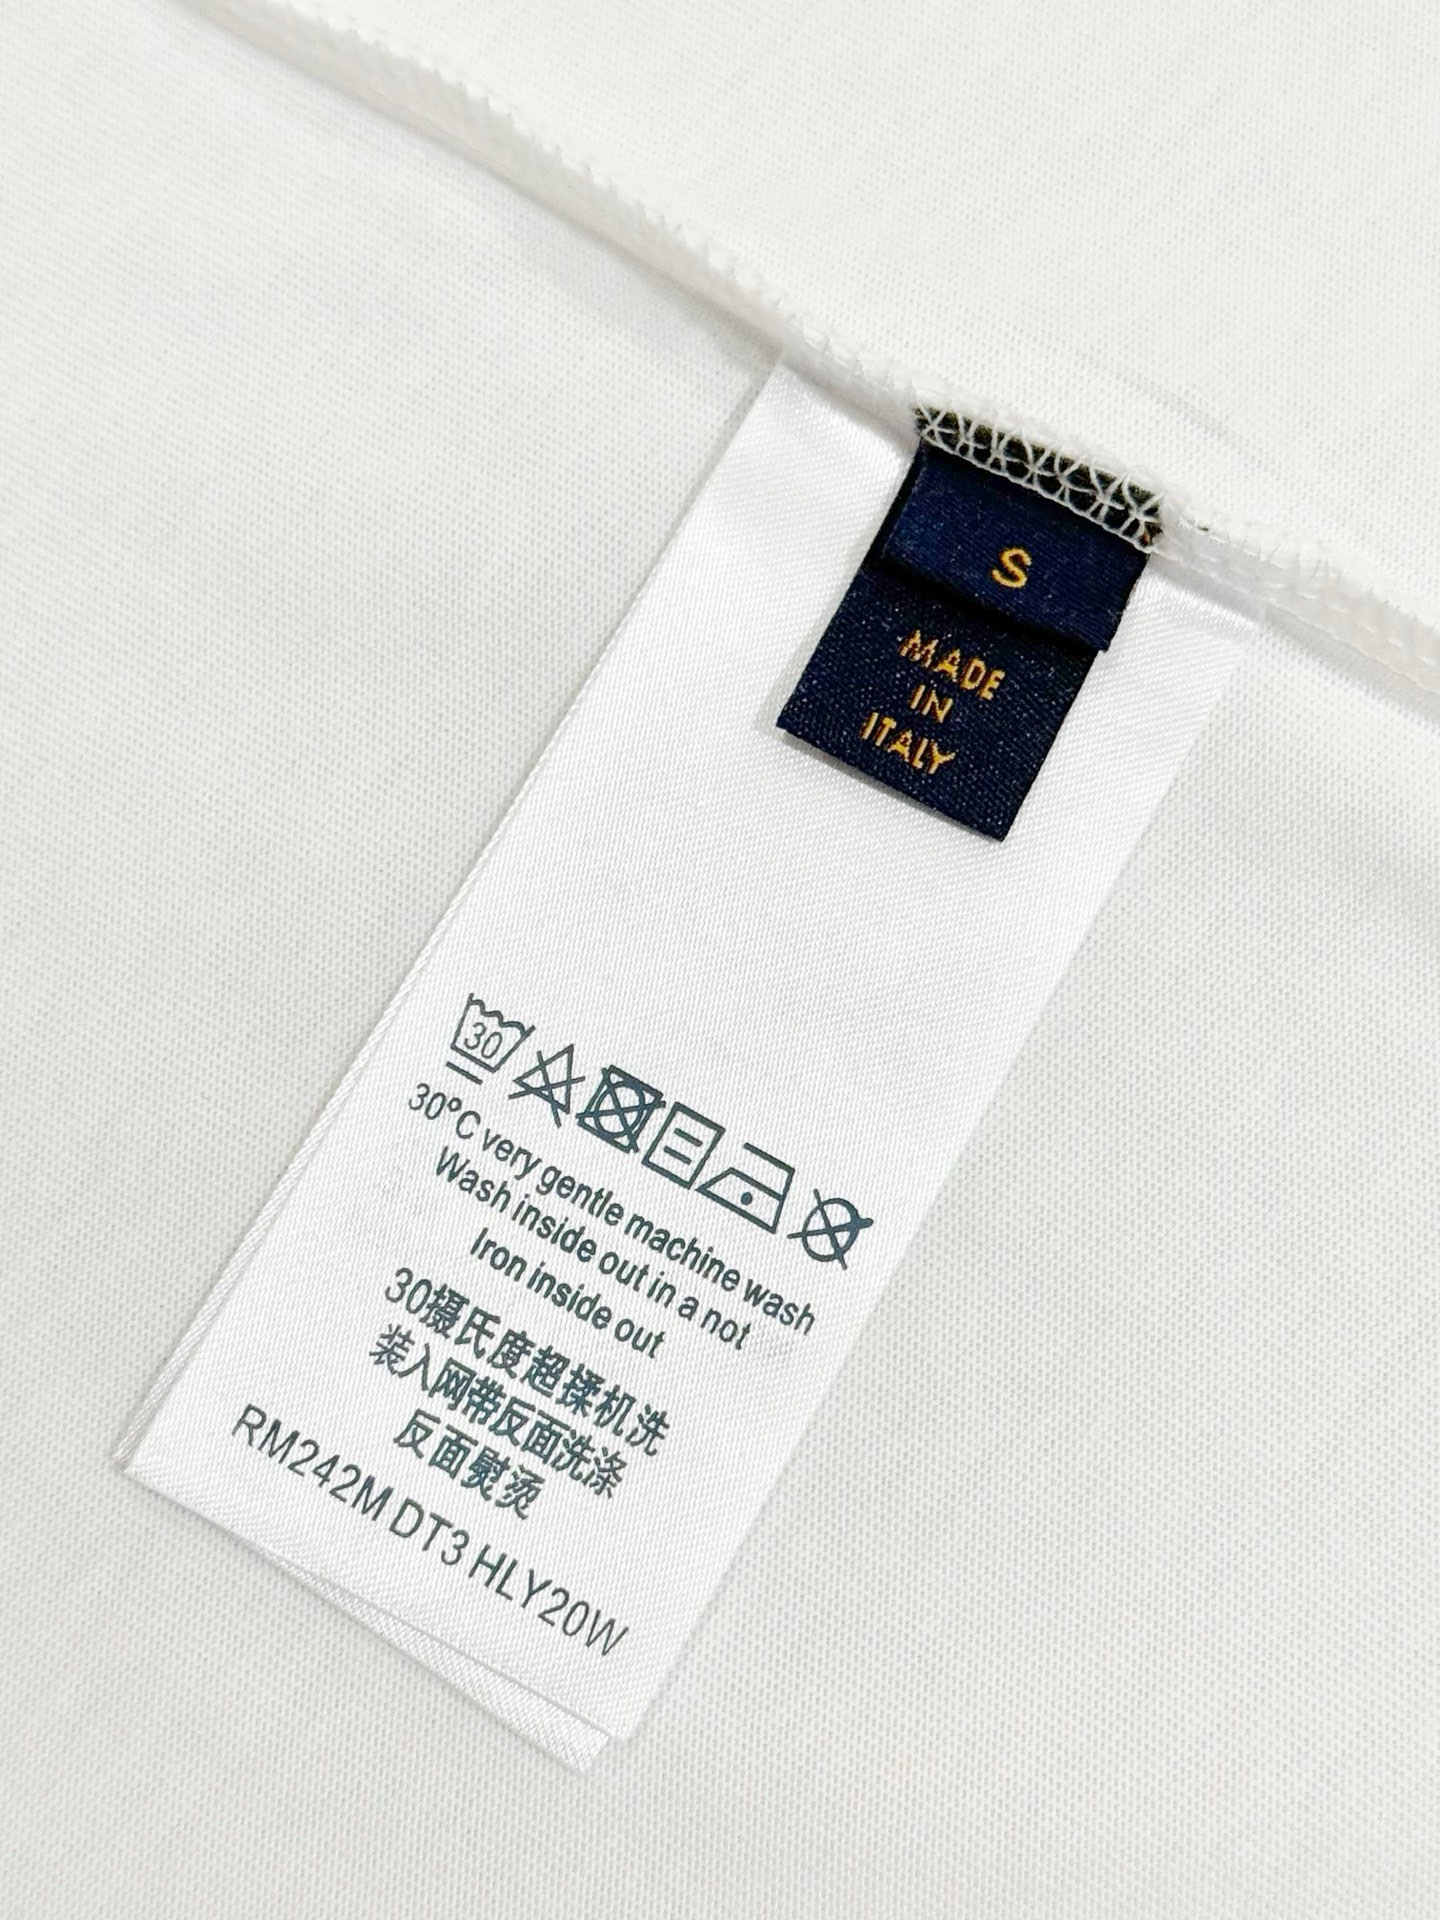 S
MADE
IN
ITALY
30
30°C very gentle machine wash
Wash inside out in a not
Iron inside out
30摄氏度超揉机洗
装入网带反面洗涤
反面熨烫
RM242M DT3 HLY20W